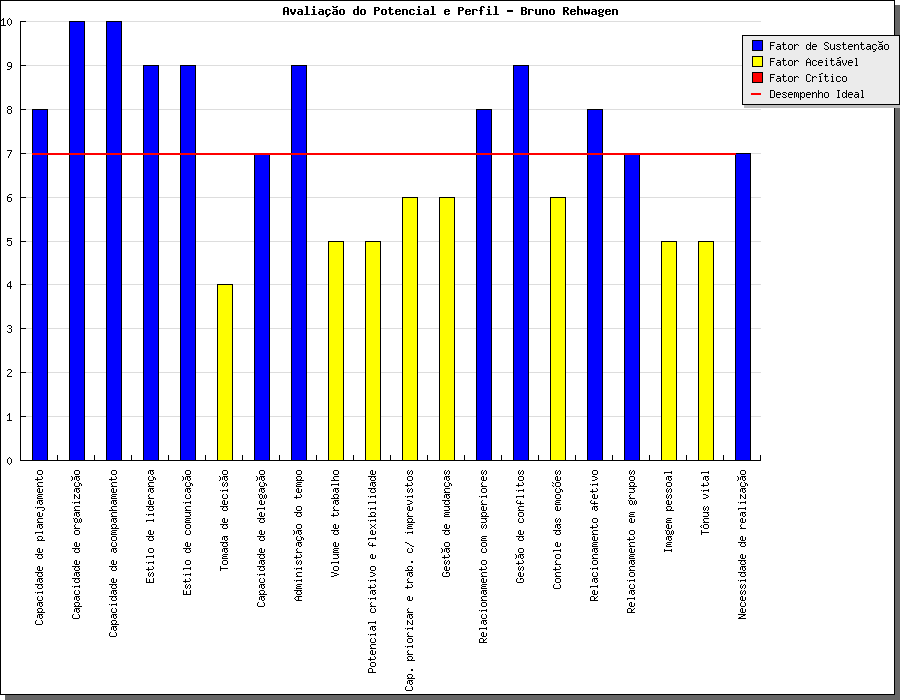 Avaliação do Potencial e Perfil - Bruno Rehwagen
Fator de Sustentação
Fator Aceitável
Fator Crítico
Desempenho Ideal
10
9
8
7
6
5
4
3
2
1
0
Capacidade de planejamento
Capacidade de organização
Capacidade de acompanhamento
Estilo de liderança
Estilo de comunicação
Tomada de decisão
Capacidade de delegação
Administração do tempo
Volume de trabalho
Potencial criativo e flexibilidade
Cap. priorizar e trab. c/ imprevistos
Gestão de mudanças
Relacionamento com superiores
Gestão de conflitos
Controle das emoções
Relacionamento afetivo
Relacionamento em grupos
Imagem pessoal
Tônus vital
Necessidade de realização